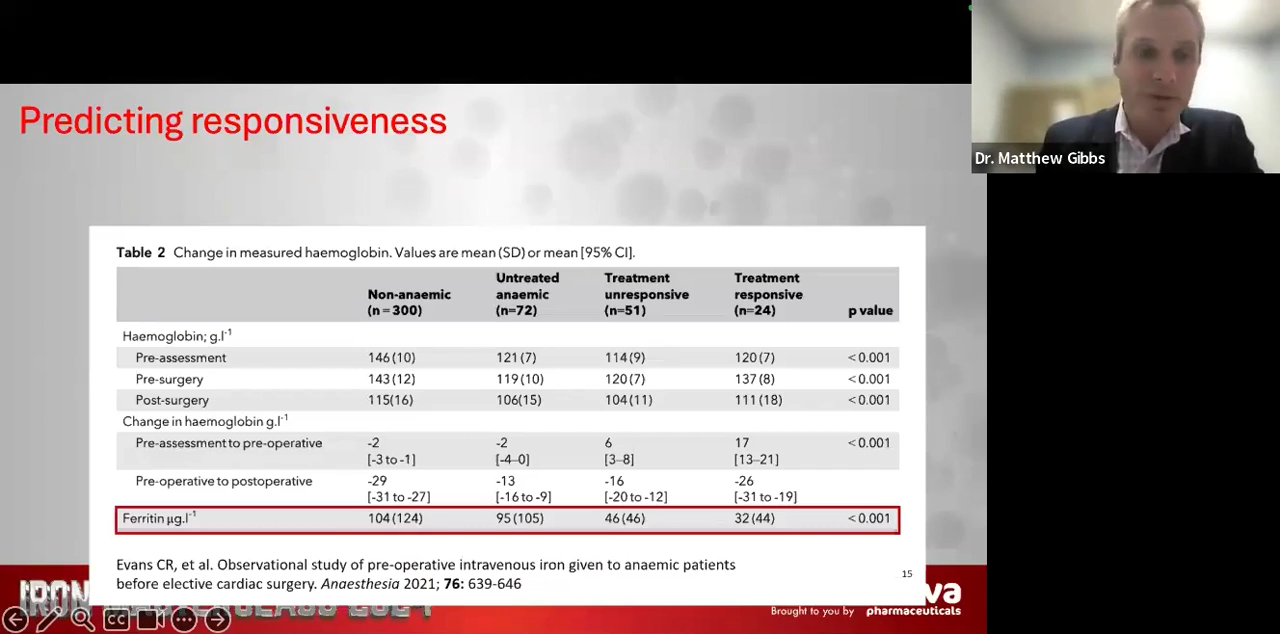 Predicting responsiveness
Dr. Matthew Gibbs
Table 2 Change in measured haemoglobin. Values are mean (SD) or mean [95% CI].
Non-anaemic (n=300) Untreated anaemic (n=72) Treatment unresponsive (n=51) Treatment responsive (n=24) p value
Haemoglobin; g.l-1
Pre-assessment 146(10) 121(7) 114(9) 120(7) <0.001
Pre-surgery 143(12) 119(10) 120(7) 137(8) <0.001
Post-surgery 115(16) 106(15) 104(11) 111(18) <0.001
Change in haemoglobin g.l-1
Pre-assessment to pre-operative -2 -2 6 17 <0.001
[-3 to -1] [-4–0] [3–8] [13–21]
Pre-operative to postoperative -29 -13 -16 -26
[-31 to -27] [-16 to -9] [-20 to -12] [-31 to -19]
Ferritin µg.l-1 104(124) 95(105) 46(46) 32(44) <0.001
Evans CR, et al. Observational study of pre-operative intravenous iron given to anaemic patients
before elective cardiac surgery. Anaesthesia 2021; 76: 639-646
15
IRON
Brought to you by pharmaceuticals
CC